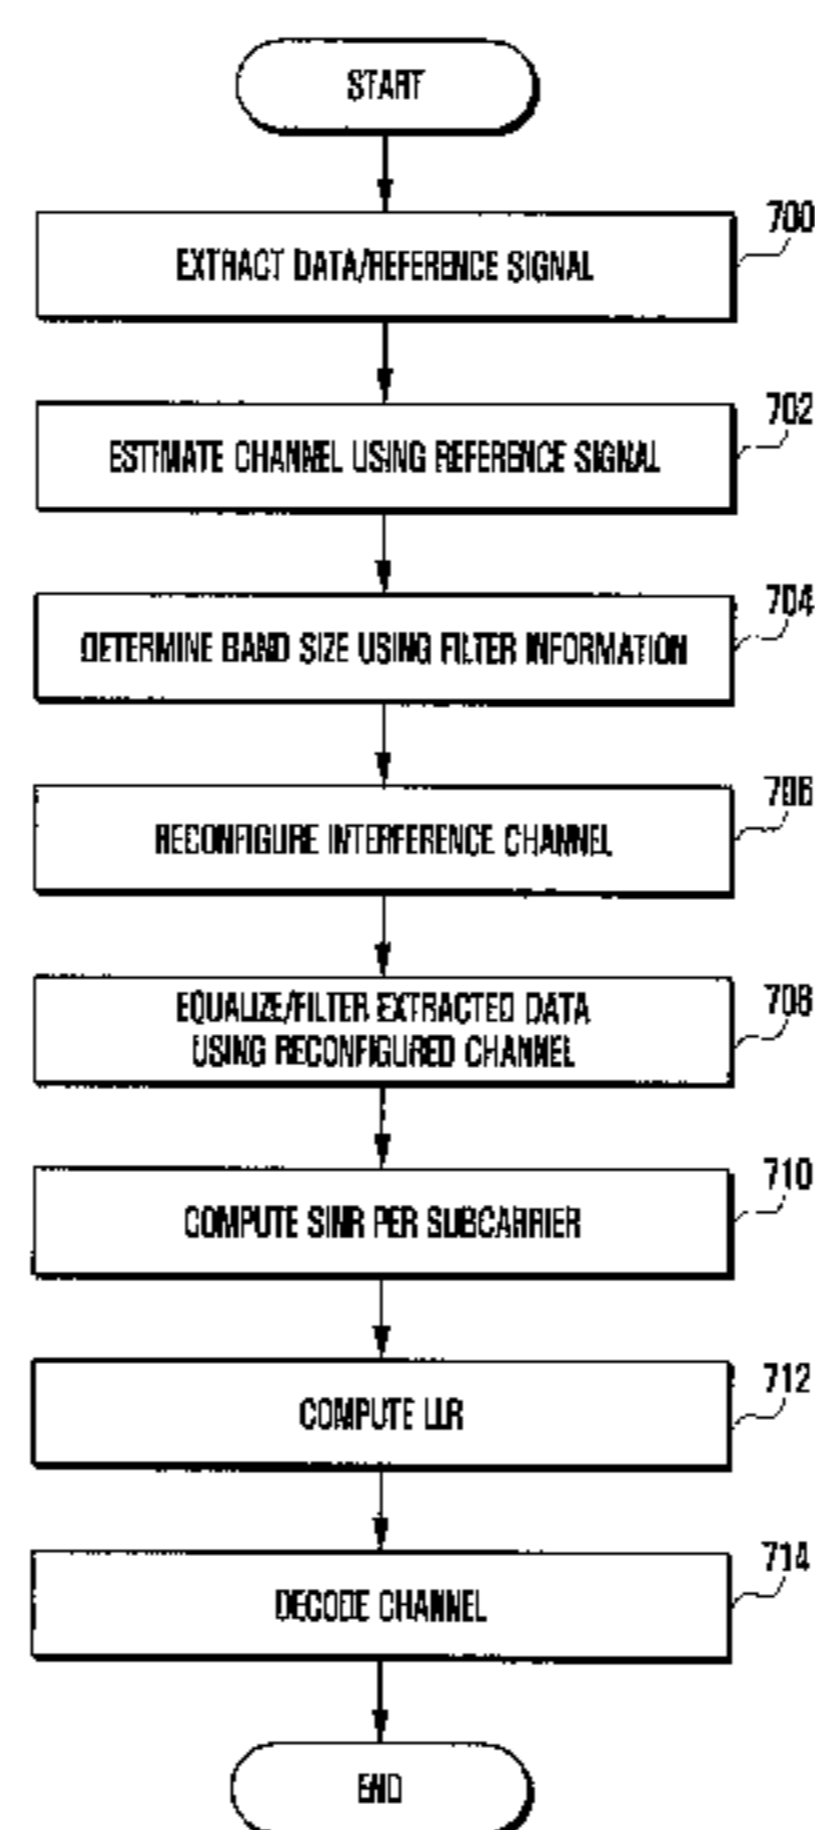 START
700
EXTRACT DATA/REFERENCE SIGNAL
702
ESTIMATE CHANNEL USING REFERENCE SIGNAL
704
DETERMINE BAND SIZE USING FILTER INFORMATION
706
RECONFIGURE INTERFERENCE CHANNEL
708
EQUALIZE/FILTER EXTRACTED DATA
USING RECONFIGURED CHANNEL
710
COMPUTE SINR PER SUBCARRIER
712
COMPUTE LLR
714
DECODE CHANNEL
END